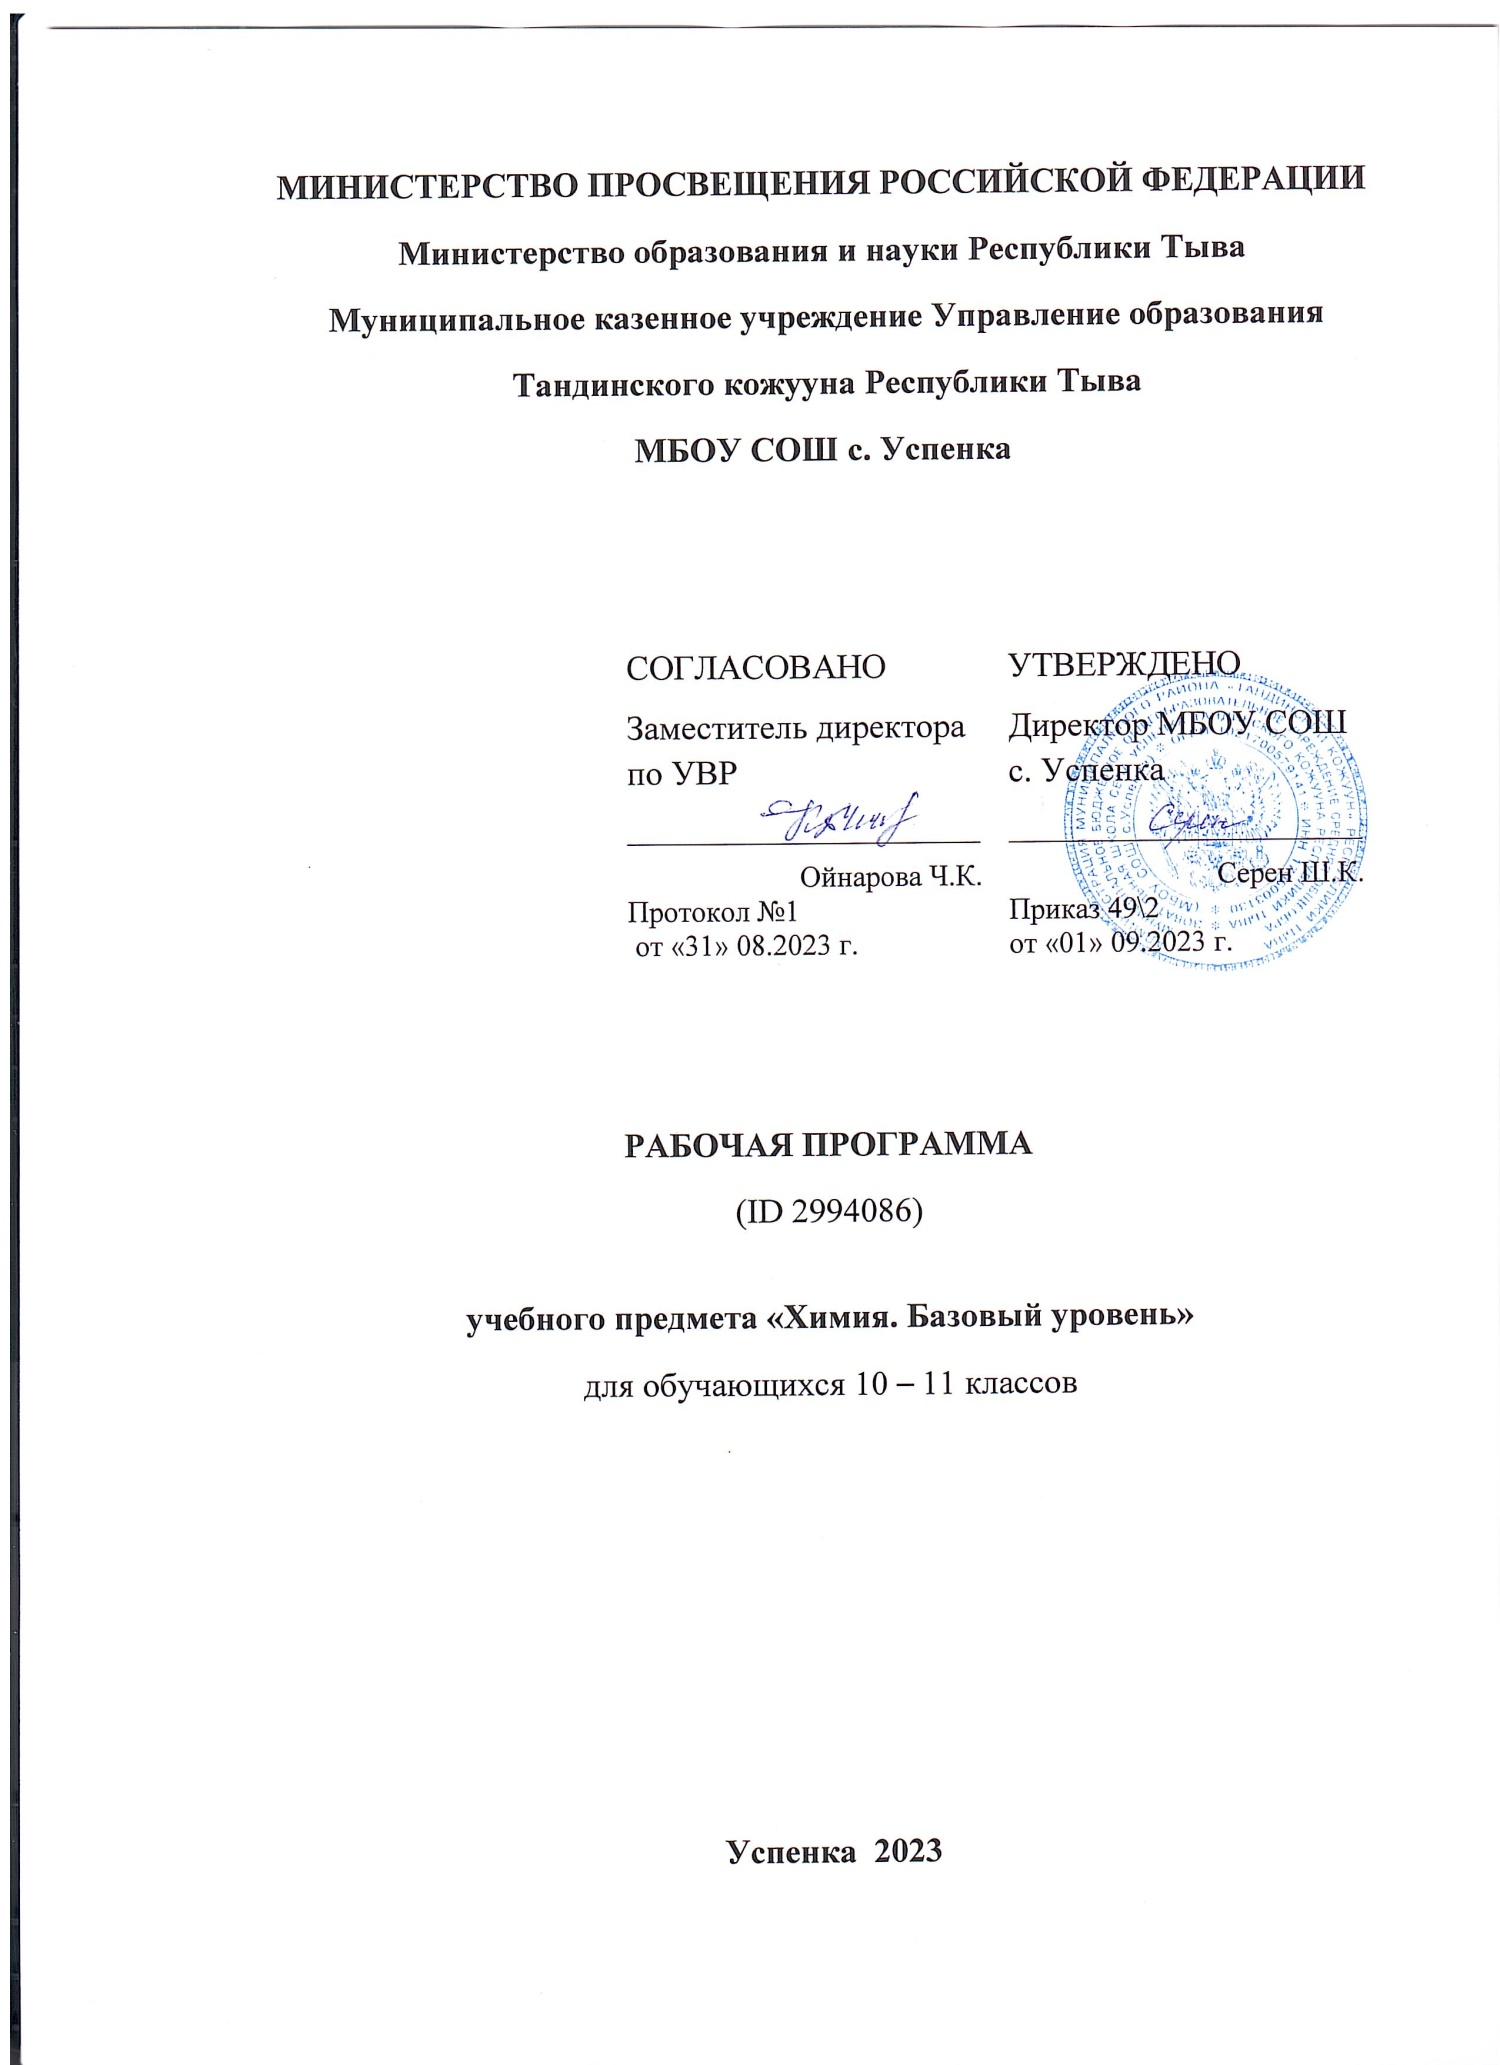 МИНИСТЕРСТВО ПРОСВЕЩЕНИЯ РОССИЙСКОЙ ФЕДЕРАЦИИ
Министерство образования и науки Республики Тыва
Муниципальное казенное учреждение Управление образования
Тандинского кожууна Республики Тыва
МБОУ СОШ с. Успенка
СОГЛАСОВАНО
Заместитель директора
по УВР
Ойнарова Ч.К.
Протокол №1
от «31» 08.2023 г.
УТВЕРЖДЕНО
Директор МБОУ СОШ
с. Успенка
Серен
Серен Ш.К.
Приказ 49\2
от «01» 09.2023 г.
РАБОЧАЯ ПРОГРАММА
(ID 2994086)
учебного предмета «Химия. Базовый уровень»
для обучающихся 10 – 11 классов
Успенка 2023